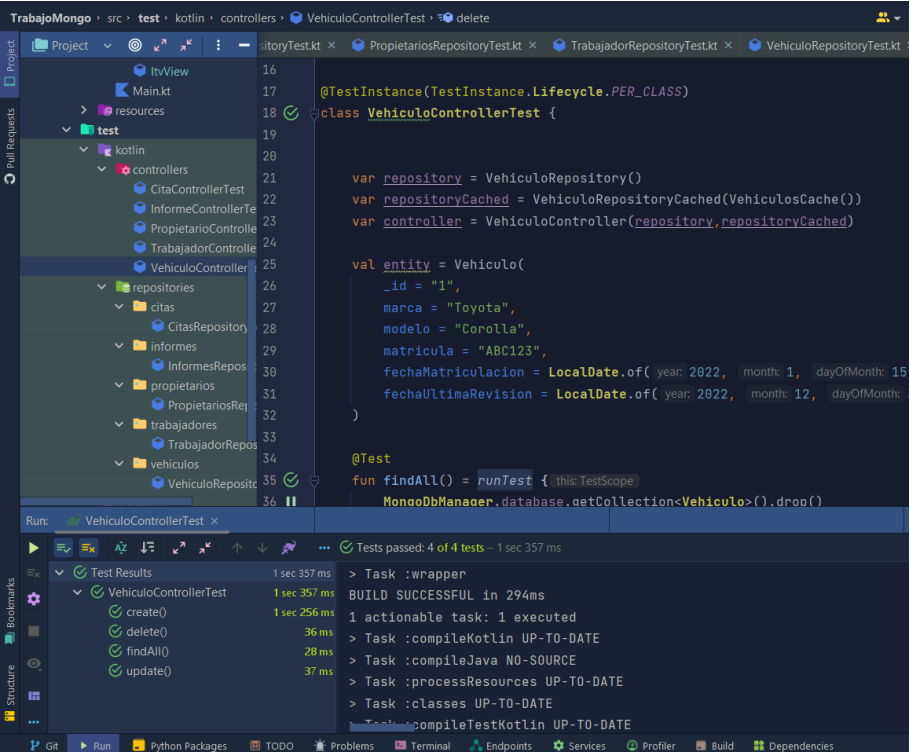 TrabajoMongo › src › test › kotlin › controllers › VehiculoControllerTest › delete
Project
itoryTest.kt × PropietariosRepositoryTest.kt × TrabajadorRepositoryTest.kt × VehiculoRepositoryTest.kt
Project
Pull Requests
Bookmarks
Structure
ItvView
Main.kt
resources
test
kotlin
controllers
CitaControllerTest
InformeControllerTe
PropietarioControlle
TrabajadorControlle
VehiculoController
repositories
citas
CitasRepository
informes
InformesRepos
propietarios
PropietariosRep
trabajadores
TrabajadorRepos
vehiculos
VehiculoReposito
16
17 @TestInstance(TestInstance.Lifecycle.PER_CLASS)
18 class VehiculoControllerTest {
19
20
21 var repository = VehiculoRepository()
22 var repositoryCached = VehiculoRepositoryCached(VehiculosCache())
23 var controller = VehiculoController(repository,repositoryCached)
24
25 val entity = Vehiculo(
26 _id = "1",
27 marca = "Toyota",
28 modelo = "Corolla",
29 matricula = "ABC123",
30 fechaMatriculacion = LocalDate.of( year: 2022, month: 1, dayOfMonth: 15
31 fechaUltimaRevision = LocalDate.of( year: 2022, month: 12, dayOfMonth:
32 )
33
34 @Test
35 fun findAll() = runTest { this: TestScope
36 MongoDbManager.database.getCollection<Vehiculo>().drop()
Run: VehiculoControllerTest ×
Tests passed: 4 of 4 tests – 1 sec 357 ms
Test Results 1 sec 357 ms
VehiculoControllerTest 1 sec 357 ms
create() 1 sec 256 ms
delete() 36 ms
findAll() 28 ms
update() 37 ms
> Task :wrapper
BUILD SUCCESSFUL in 294ms
1 actionable task: 1 executed
> Task :compileKotlin UP-TO-DATE
> Task :compileJava NO-SOURCE
> Task :processResources UP-TO-DATE
> Task :classes UP-TO-DATE
> Task :compileTestKotlin UP-TO-DATE
Git Run Python Packages TODO Problems Terminal Endpoints Services Profiler Build Dependencies